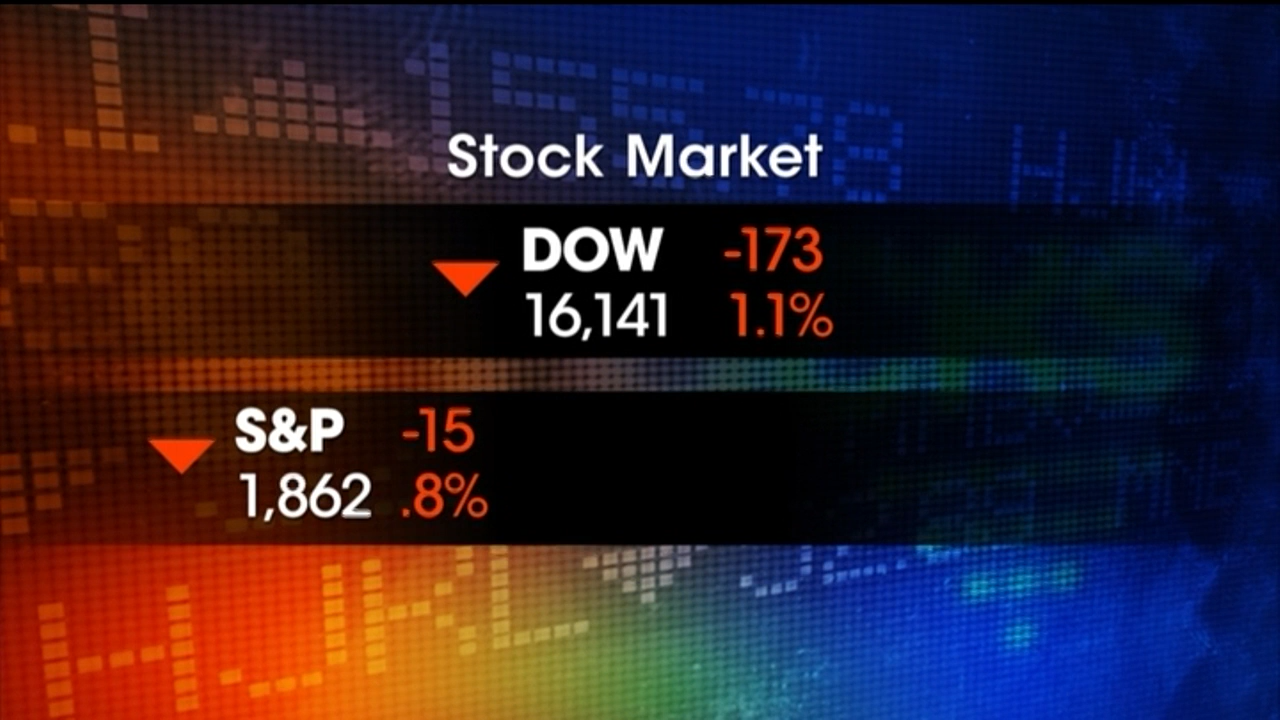 Stock Market
DOW -173
16,141 1.1%
S&P -15
1,862 .8%